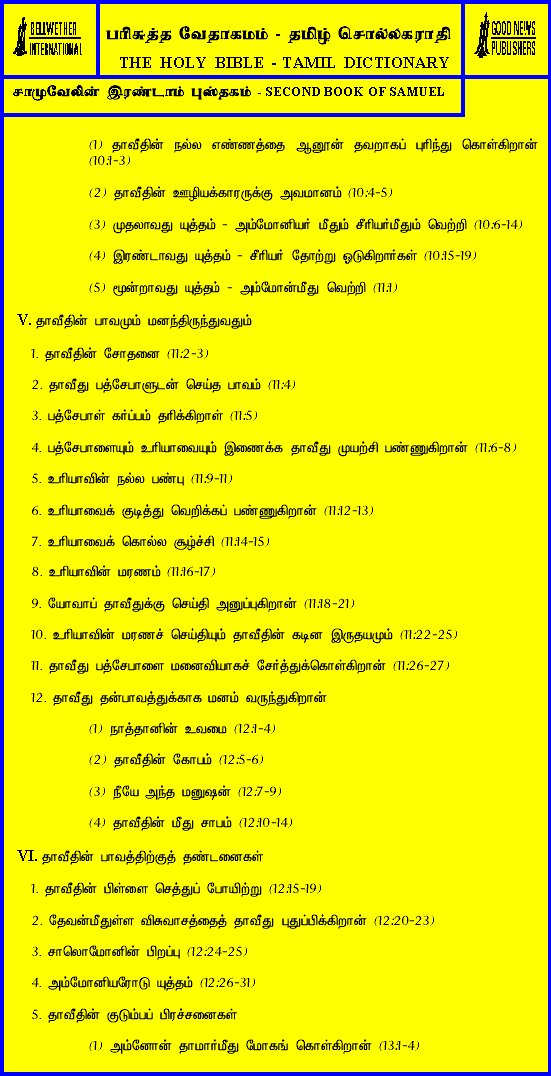 BELLWETHER
INTERNATIONAL
பரிசுத்த வேதாகமம் - தமிழ் சொல்லகராதி
THE HOLY BIBLE - TAMIL DICTIONARY
GOOD NEWS
PUBLISHERS
சாமுவேலின் இரண்டாம் புஸ்தகம் - SECOND BOOK OF SAMUEL
(1) தாவீதின் நல்ல எண்ணத்தை ஆனூன் தவறாகப் புரிந்து கொள்கிறான்
(10:1-3)
(2) தாவீதின் ஊழியக்காரருக்கு அவமானம் (10:4-5)
(3) முதலாவது யுத்தம் - அம்மோனியர் மீதும் சீரியர்மீதும் வெற்றி (10:6-14)
(4) இரண்டாவது யுத்தம் - சீரியர் தோற்று ஓடுகிறார்கள் (10:15-19)
(5) மூன்றாவது யுத்தம் - அம்மோன்மீது வெற்றி (11:1)
V. தாவீதின் பாவமும் மனந்திருந்துவதும்
1. தாவீதின் சோதனை (11:2-3)
2. தாவீது பத்சேபாளுடன் செய்த பாவம் (11:4)
3. பத்சேபாள் கர்ப்பம் தரிக்கிறாள் (11:5)
4. பத்சேபாளையும் உரியாவையும் இணைக்க தாவீது முயற்சி பண்ணுகிறான் (11:6-8)
5. உரியாவின் நல்ல பண்பு (11:9-11)
6. உரியாவைக் குடித்து வெறிக்கப் பண்ணுகிறான் (11:12-13)
7. உரியாவைக் கொல்ல சூழ்ச்சி (11:14-15)
8. உரியாவின் மரணம் (11:16-17)
9. யோவாப் தாவீதுக்கு செய்தி அனுப்புகிறான் (11:18-21)
10. உரியாவின் மரணச் செய்தியும் தாவீதின் கடின இருதயமும் (11:22-25)
11. தாவீது பத்சேபாளை மனைவியாகச் சேர்த்துக்கொள்கிறான் (11:26-27)
12. தாவீது தன்பாவத்துக்காக மனம் வருந்துகிறான்
(1) நாத்தானின் உவமை (12:1-4)
(2) தாவீதின் கோபம் (12:5-6)
(3) நீயே அந்த மனுஷன் (12:7-9)
(4) தாவீதின் மீது சாபம் (12:10-14)
VI. தாவீதின் பாவத்திற்குத் தண்டனைகள்
1. தாவீதின் பிள்ளை செத்துப் போயிற்று (12:15-19)
2. தேவன்மீதுள்ள விசுவாசத்தைத் தாவீது புதுப்பிக்கிறான் (12:20-23)
3. சாலொமோனின் பிறப்பு (12:24-25)
4. அம்மோனியரோடு யுத்தம் (12:26-31)
5. தாவீதின் குடும்பப் பிரச்சனைகள்
(1) அம்னோன் தாமார்மீது மோகங் கொள்கிறான் (13:1-4)